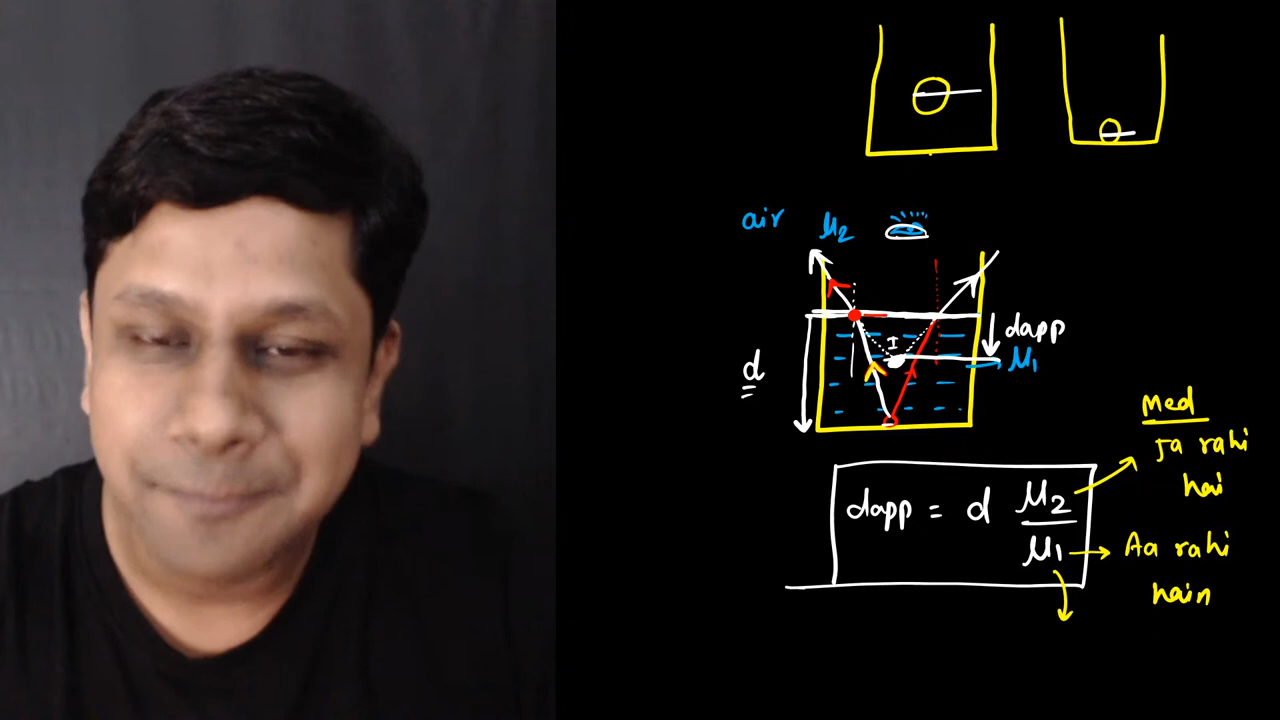 air μ2
I
dapp
μ1
d
dapp = d μ2/μ1
Med
Ja rahi
hai
Aa rahi
hain